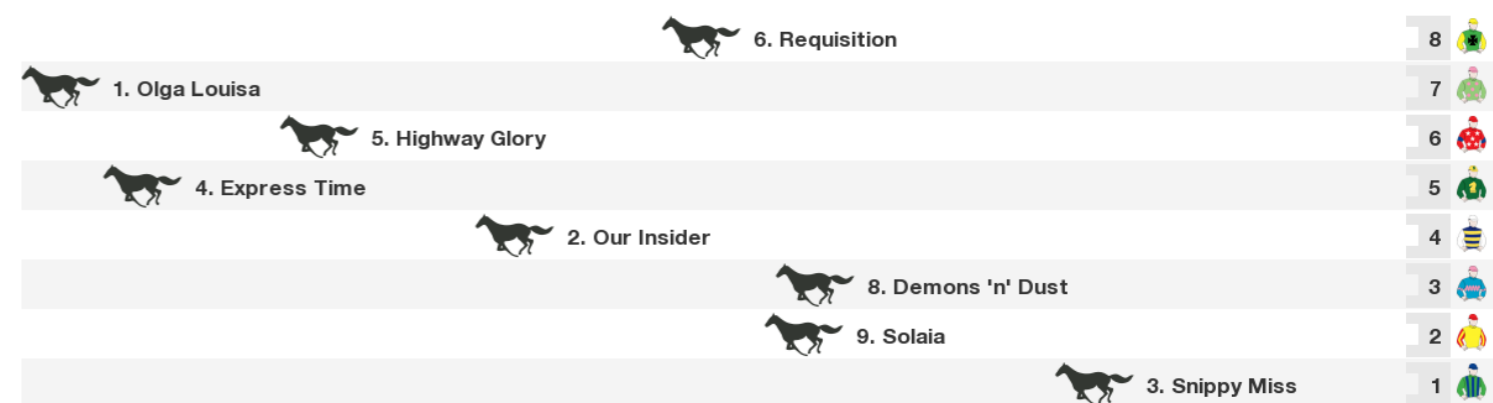 6. Requisition 8
1. Olga Louisa 7
5. Highway Glory 6
4. Express Time 5
2. Our Insider 4
8. Demons 'n' Dust 3
9. Solaia 2
3. Snippy Miss 1